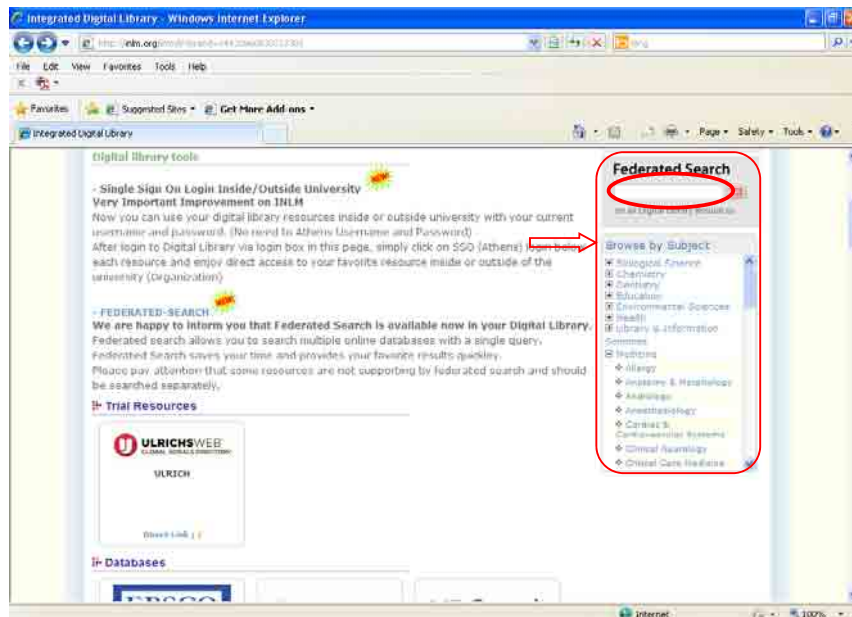 Integrated Digital Library - Windows Internet Explorer
File Edit View Favorites Tools Help
Favorites Suggested Sites Get More Add-ons
Integrated Digital Library
Page Safety Tools
Digital library tools
- Single Sign On Login Inside/Outside University
Very Important Improvement on INLM
Now you can use your digital library resources inside or outside university with your current
username and password. (No need to Athens Username and Password)
After login to Digital Library via login box in this page, simply click on SSO (Athens) login below
each resource and enjoy direct access to your favorite resource inside or outside of the
university (Organization)
- FEDERATED-SEARCH
We are happy to inform you that Federated Search is available now in your Digital Library.
Federated search allows you to search multiple online databases with a single query.
Federated Search saves your time and provides your favorite results quickley.
Please pay attention that some resources are not supporting by federated search and should
be searched separately.
Trial Resources
ULRICHSWEB
GLOBAL SERIALS DIRECTORY
ULRICH
Direct Link |
Databases
EBSCO
Federated Search
Browse by Subject
Biological Science
Chemistry
Dentistry
Education
Environmental Sciences
Health
Library & Information
Sciences
Medicine
Allergy
Anatomy & Morphology
Andrology
Anesthesiology
Cardiac &
Cardiovascular Systems
Clinical Neurology
Critical Care Medicine
Internet
100%